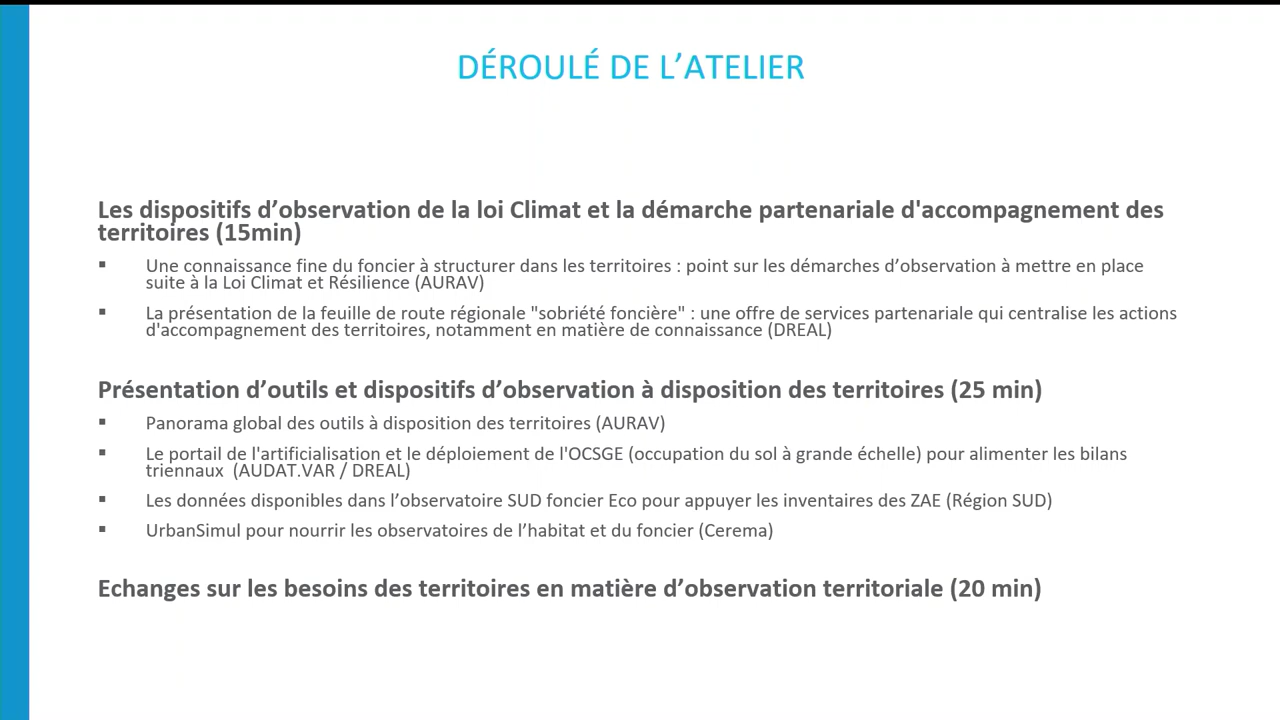 DÉROULÉ DE L’ATELIER
Les dispositifs d’observation de la loi Climat et la démarche partenariale d'accompagnement des
territoires (15min)
▪ Une connaissance fine du foncier à structurer dans les territoires : point sur les démarches d’observation à mettre en place
suite à la Loi Climat et Résilience (AURAV)
▪ La présentation de la feuille de route régionale "sobriété foncière" : une offre de services partenariale qui centralise les actions
d'accompagnement des territoires, notamment en matière de connaissance (DREAL)
Présentation d’outils et dispositifs d’observation à disposition des territoires (25 min)
▪ Panorama global des outils à disposition des territoires (AURAV)
▪ Le portail de l'artificialisation et le déploiement de l'OCSGE (occupation du sol à grande échelle) pour alimenter les bilans
triennaux (AUDAT.VAR / DREAL)
▪ Les données disponibles dans l’observatoire SUD foncier Eco pour appuyer les inventaires des ZAE (Région SUD)
▪ UrbanSimul pour nourrir les observatoires de l’habitat et du foncier (Cerema)
Echanges sur les besoins des territoires en matière d’observation territoriale (20 min)